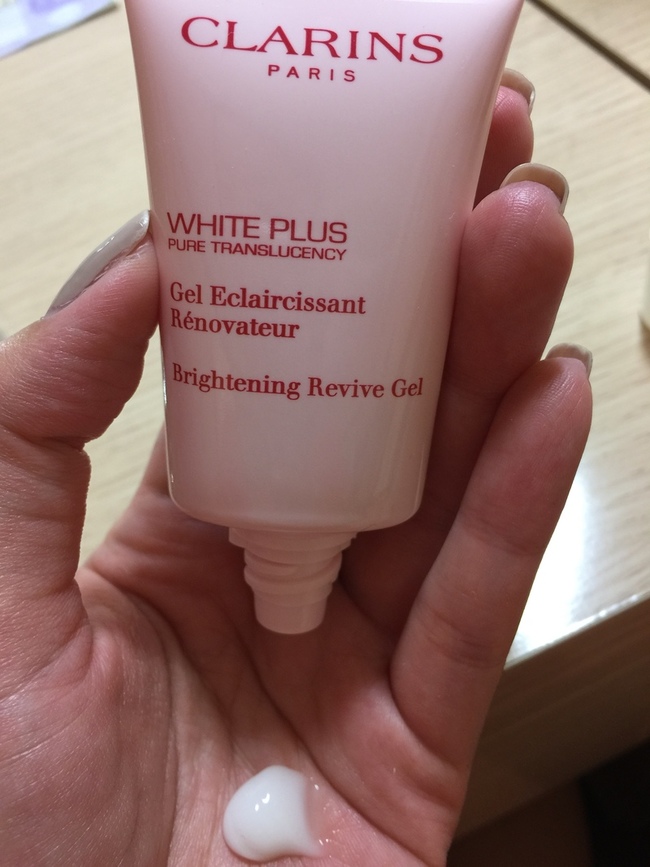 CLARINS
PARIS
WHITE PLUS
PURE TRANSLUCENCY
Gel Eclaircissant
Rénovateur
Brightening Revive Gel